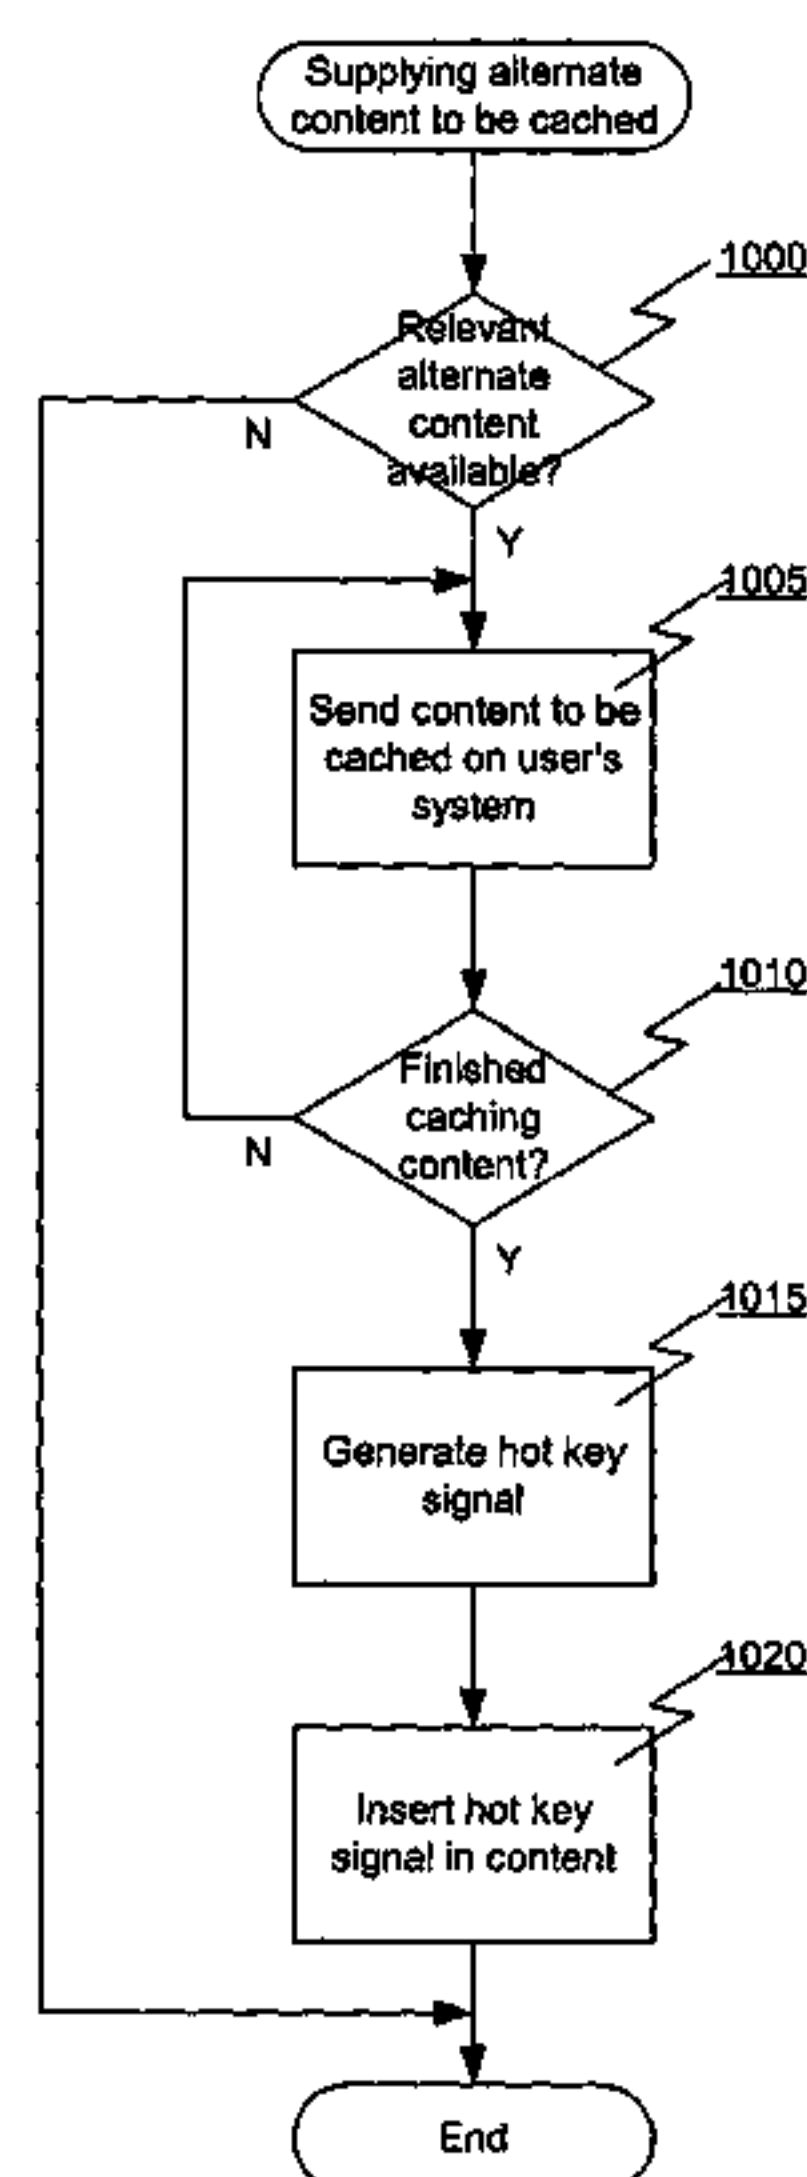 Supplying alternate
content to be cached
1000
Relevant
alternate
content
available?
N
Y
1005
Send content to be
cached on user's
system
1010
Finished
caching
content?
N
Y
1015
Generate hot key
signal
1020
Insert hot key
signal in content
End